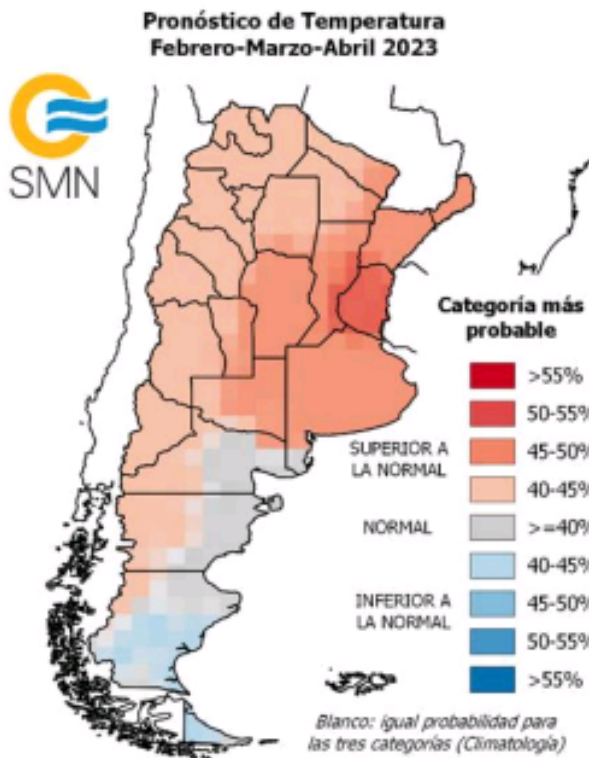 Pronóstico de Temperatura
Febrero-Marzo-Abril 2023
SMN
Categoría más
probable
>55%
50-55%
SUPERIOR A
LA NORMAL
45-50%
40-45%
NORMAL
>=40%
40-45%
INFERIOR A
LA NORMAL
45-50%
50-55%
>55%
Blanco: igual probabilidad para
las tres categorías (Climatología)